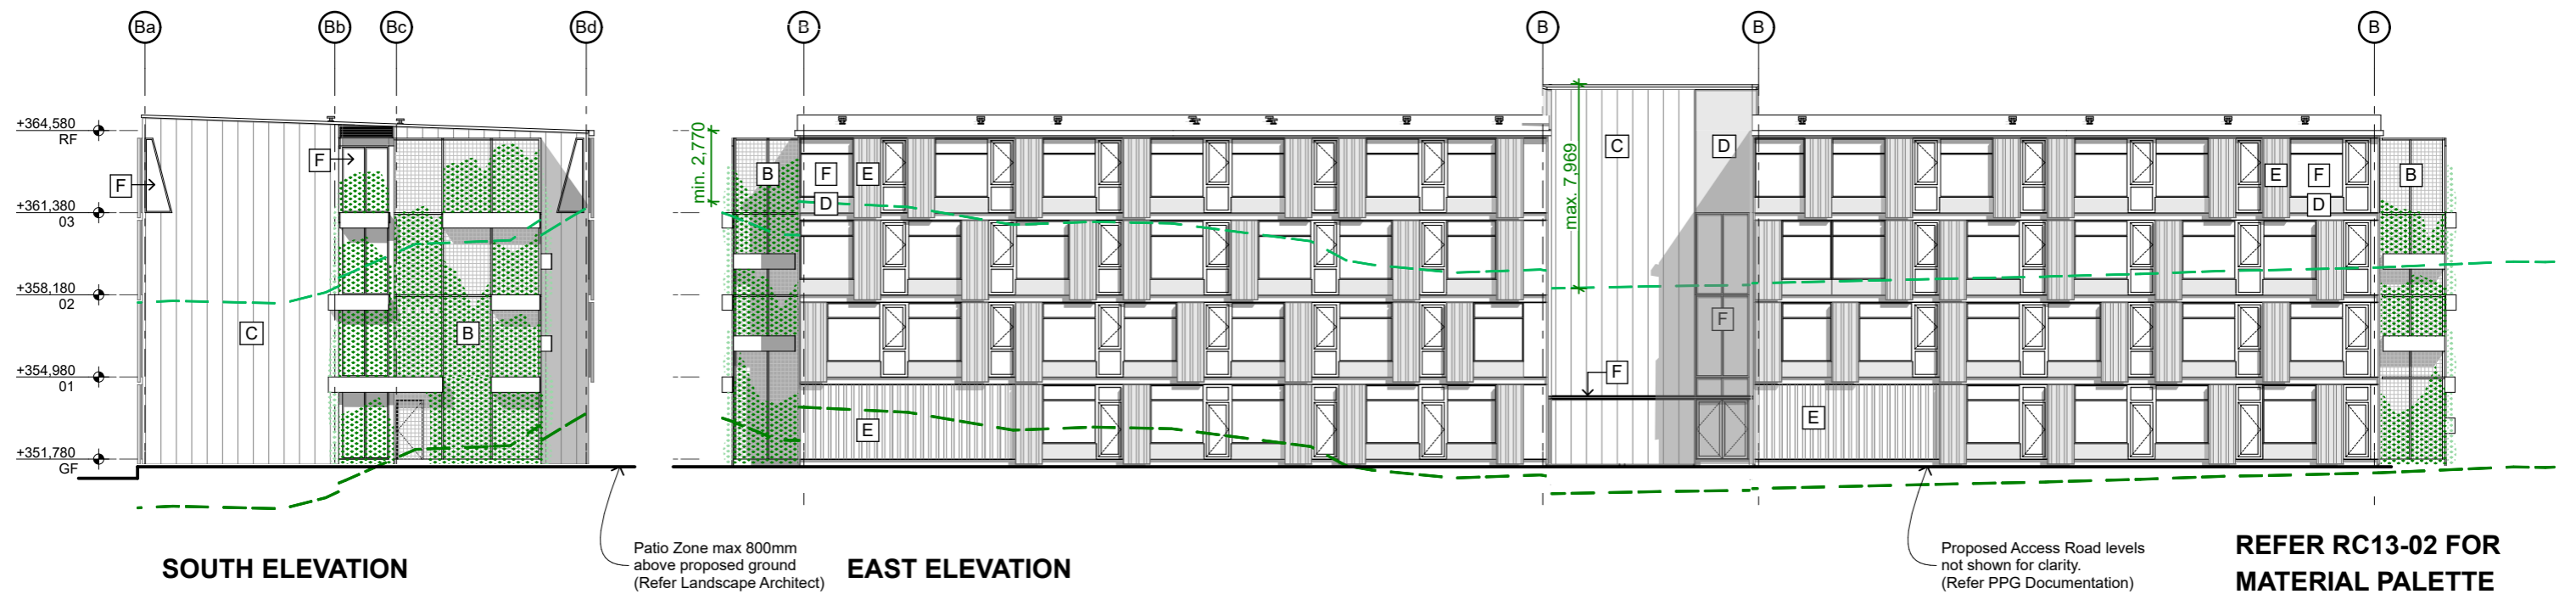 Ba Bb Bc Bd B B B B
+364,580
RF
+361,380
03
+358,180
02
+354,980
01
+351,780
GF
F
F
C
B
min. 2,770
B
F
E
D
E
max. 7,969
C
D
F
F
E
F
D
B
E
Patio Zone max 800mm
above proposed ground
(Refer Landscape Architect)
Proposed Access Road levels
not shown for clarity.
(Refer PPG Documentation)
SOUTH ELEVATION
EAST ELEVATION
REFER RC13-02 FOR
MATERIAL PALETTE